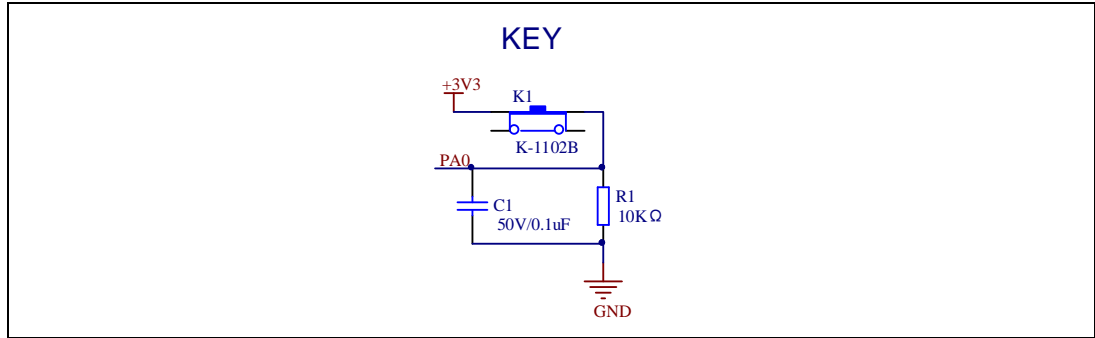 KEY
+3V3
K1
K-1102B
PA0
C1
50V/0.1uF
R1
10KΩ
GND